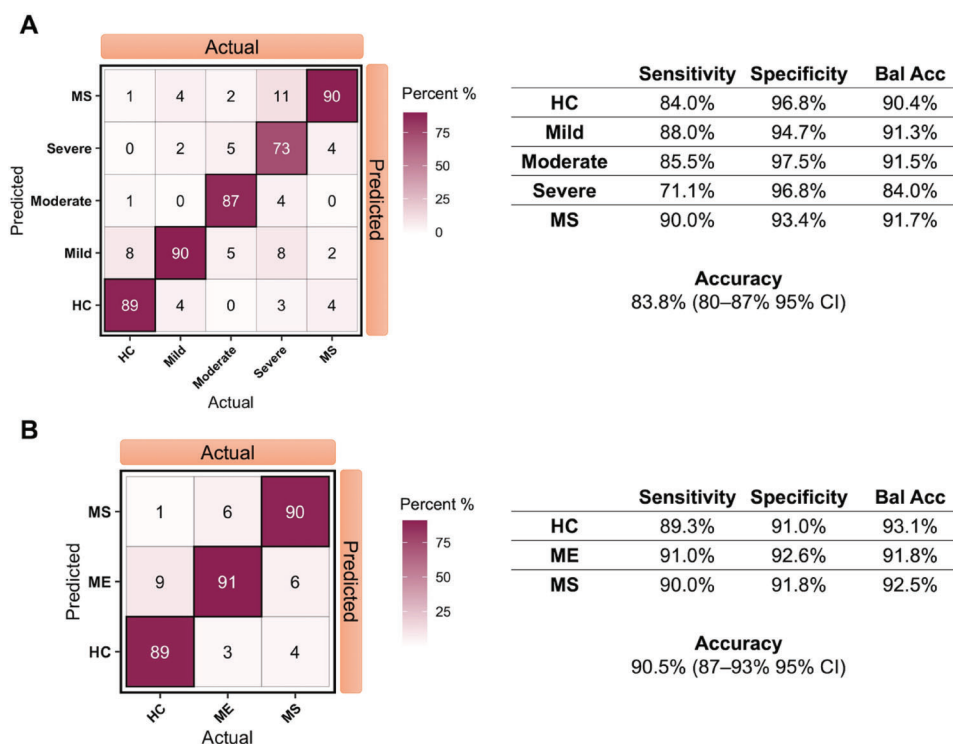 A
Actual
MS 1 4 2 11 90
Severe 0 2 5 73 4
Moderate 1 0 87 4 0
Mild 8 90 5 8 2
HC 89 4 0 3 4
HC Mild Moderate Severe MS
Actual
Predicted
Predicted
Percent %
75
50
25
0
Sensitivity Specificity Bal Acc
HC 84.0% 96.8% 90.4%
Mild 88.0% 94.7% 91.3%
Moderate 85.5% 97.5% 91.5%
Severe 71.1% 96.8% 84.0%
MS 90.0% 93.4% 91.7%
Accuracy
83.8% (80–87% 95% CI)
B
Actual
MS 1 6 90
ME 9 91 6
HC 89 3 4
HC ME MS
Actual
Predicted
Predicted
Percent %
75
50
25
Sensitivity Specificity Bal Acc
HC 89.3% 91.0% 93.1%
ME 91.0% 92.6% 91.8%
MS 90.0% 91.8% 92.5%
Accuracy
90.5% (87–93% 95% CI)